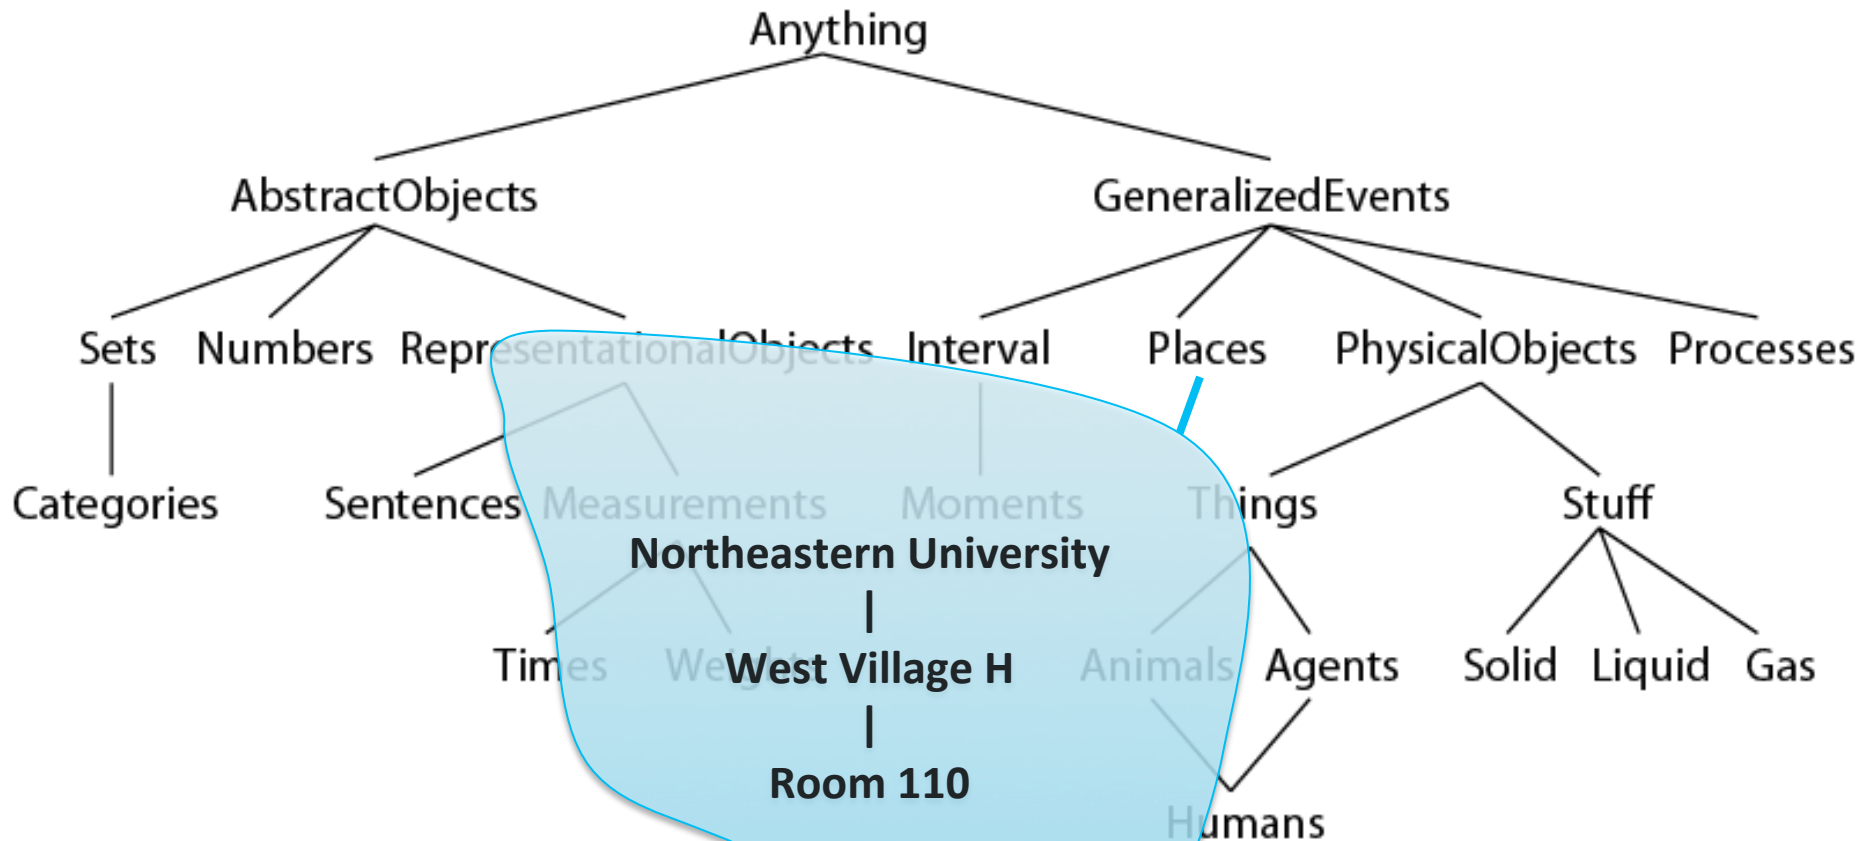 Anything
AbstractObjects GeneralizedEvents
Sets Numbers RepresentationalObjects Interval Places PhysicalObjects Processes
Categories Sentences Measurements Moments Things Stuff
Northeastern University
|
Times Weights West Village H Animals Agents Solid Liquid Gas
|
Room 110
Humans